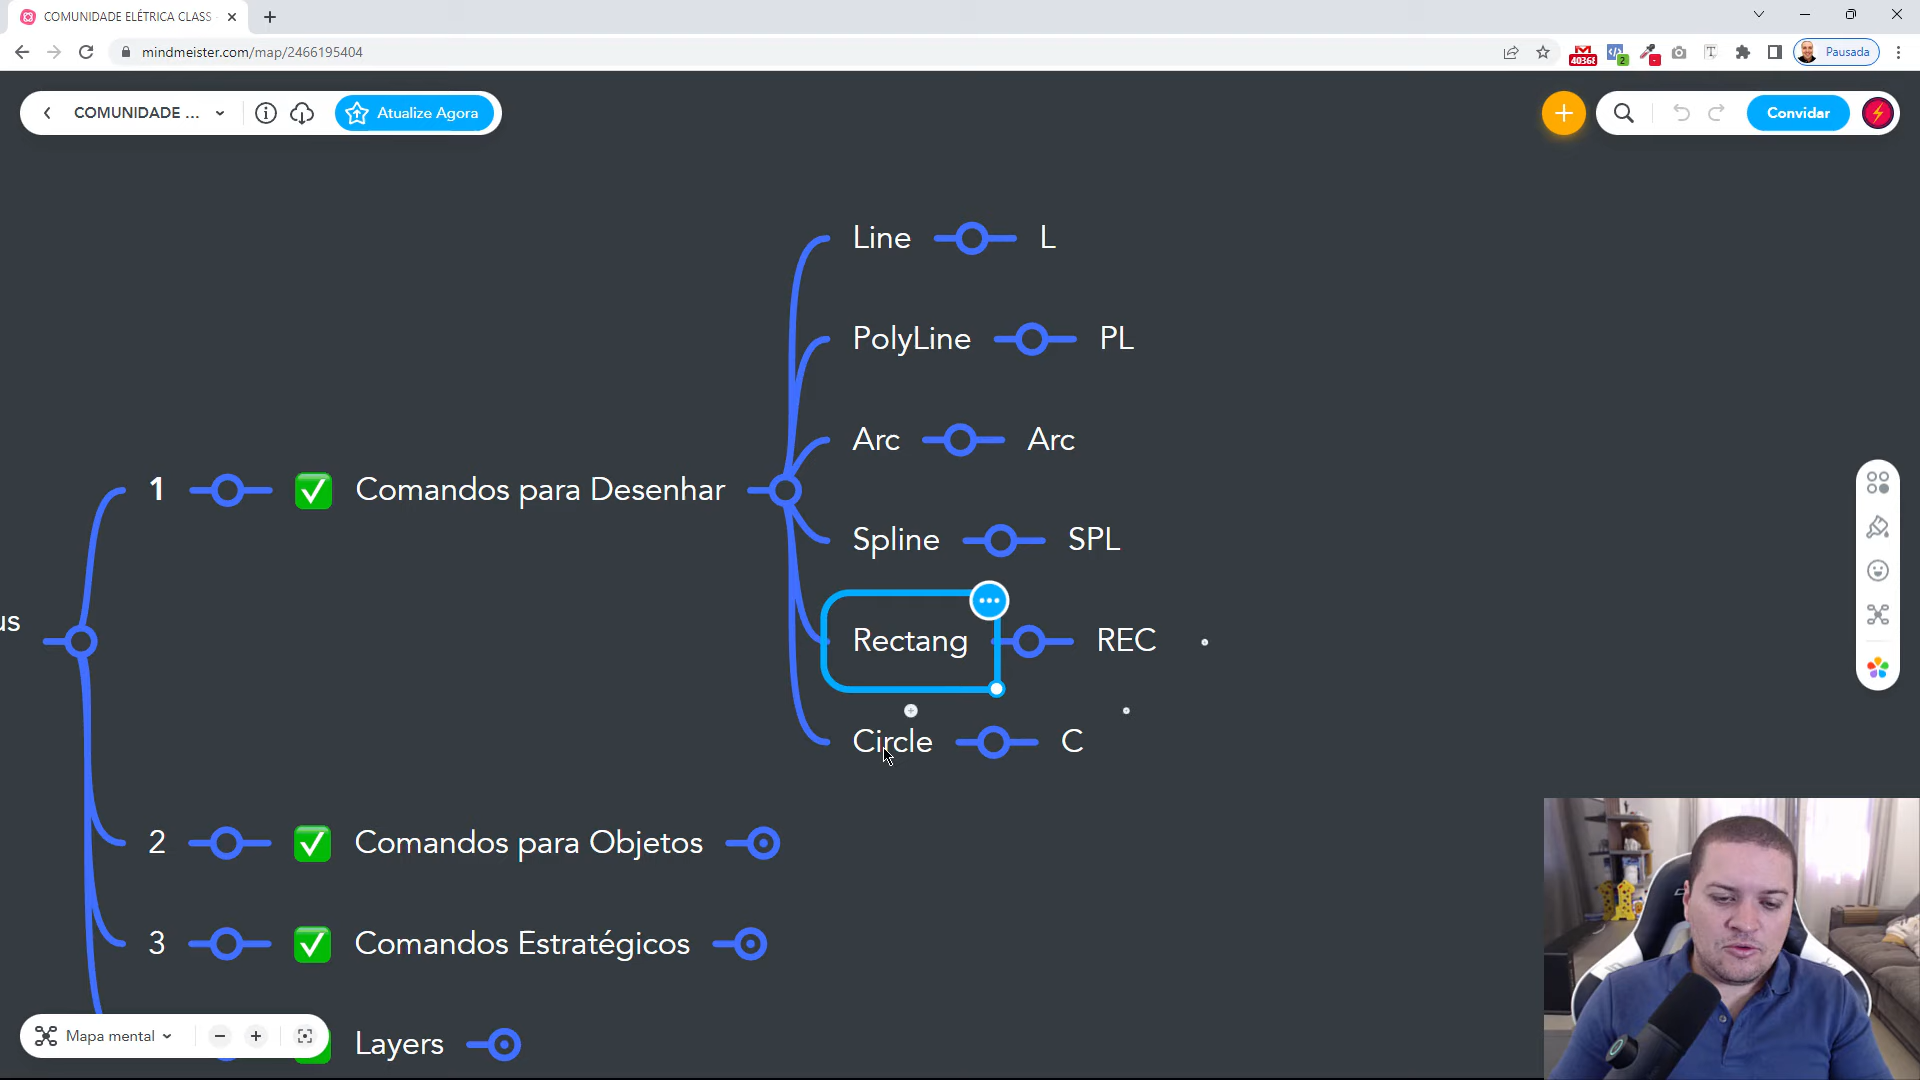 COMUNIDADE ELÉTRICA CLASS
mindmeister.com/map/2466195404
Pausada
COMUNIDADE ...
Atualize Agora
Convidar
Line L
PolyLine PL
Arc Arc
1 Comandos para Desenhar
Spline SPL
us
Rectang REC
Circle C
2 Comandos para Objetos
3 Comandos Estratégicos
Layers
Mapa mental